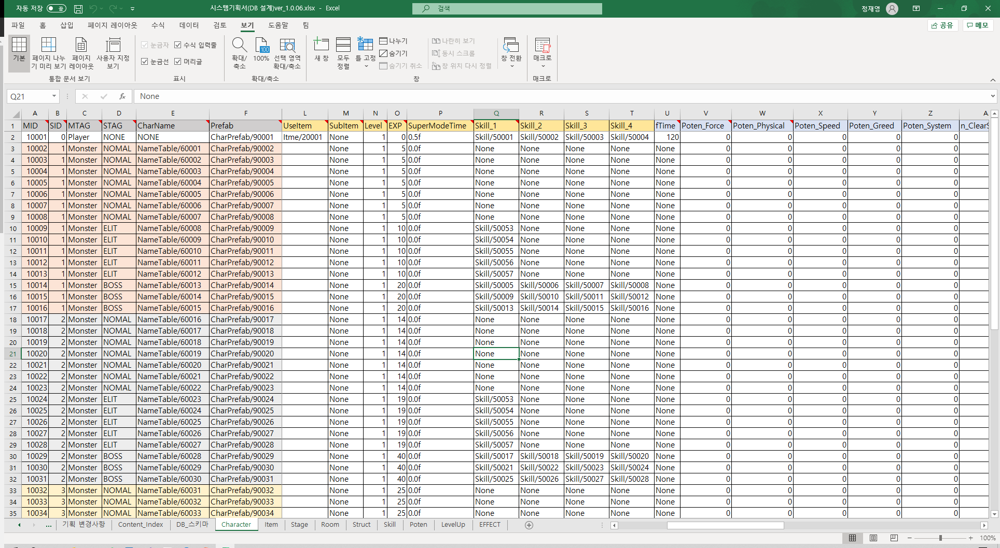 자동 저장 끔 시스템기획서(DB 설계)ver_1.0.06.xlsx - Excel 검색 정재영
파일 홈 삽입 페이지 레이아웃 수식 데이터 검토 보기 도움말 팀 공유 메모
기본 페이지 나누기 미리 보기 페이지 레이아웃 사용자 지정 보기
통합 문서 보기
눈금자 수식 입력줄
눈금선 머리글
표시
확대/축소 100% 선택 영역 확대/축소
확대/축소
새 창 모두 정렬 틀 고정 나누기 숨기기 숨기기 취소
나란히 보기 동시 스크롤 창 위치 다시 정렬 창 전환
창
매크로
매크로
Q21 fx None
A B C D E F L M N O P Q R S T U V W X Y Z A
1 MID SID MTAG STAG CharName Prefab UseItem SubItem Level EXP SuperModeTime Skill_1 Skill_2 Skill_3 Skill_4 fTime Poten_Force Poten_Physical Poten_Speed Poten_Greed Poten_System n_ClearS
2 10001 0 Player NONE NONE CharPrefab/90001 Itme/20001 None 1 0 0.5f Skill/50001 Skill/50002 Skill/50003 Skill/50004 120 0 0 0 0 0
3 10002 1 Monster NOMAL NameTable/60001 CharPrefab/90002 None 1 5 0.0f None None None None None 0 0 0 0 0
4 10003 1 Monster NOMAL NameTable/60002 CharPrefab/90003 None 1 5 0.0f None None None None None 0 0 0 0 0
5 10004 1 Monster NOMAL NameTable/60003 CharPrefab/90004 None 1 5 0.0f None None None None None 0 0 0 0 0
6 10005 1 Monster NOMAL NameTable/60004 CharPrefab/90005 None 1 5 0.0f None None None None None 0 0 0 0 0
7 10006 1 Monster NOMAL NameTable/60005 CharPrefab/90006 None 1 5 0.0f None None None None None 0 0 0 0 0
8 10007 1 Monster NOMAL NameTable/60006 CharPrefab/90007 None 1 5 0.0f None None None None None 0 0 0 0 0
9 10008 1 Monster NOMAL NameTable/60007 CharPrefab/90008 None 1 5 0.0f None None None None None 0 0 0 0 0
10 10009 1 Monster ELIT NameTable/60008 CharPrefab/90009 None 1 10 0.0f Skill/50053 None None None None 0 0 0 0 0
11 10010 1 Monster ELIT NameTable/60009 CharPrefab/90010 None 1 10 0.0f Skill/50054 None None None None 0 0 0 0 0
12 10011 1 Monster ELIT NameTable/60010 CharPrefab/90011 None 1 10 0.0f Skill/50055 None None None None 0 0 0 0 0
13 10012 1 Monster ELIT NameTable/60011 CharPrefab/90012 None 1 10 0.0f Skill/50056 None None None None 0 0 0 0 0
14 10013 1 Monster ELIT NameTable/60012 CharPrefab/90013 None 1 10 0.0f Skill/50057 None None None None 0 0 0 0 0
15 10014 1 Monster BOSS NameTable/60013 CharPrefab/90014 None 1 20 0.0f Skill/50005 Skill/50006 Skill/50007 Skill/50008 None 0 0 0 0 0
16 10015 1 Monster BOSS NameTable/60014 CharPrefab/90015 None 1 20 0.0f Skill/50009 Skill/50010 Skill/50011 Skill/50012 None 0 0 0 0 0
17 10016 1 Monster BOSS NameTable/60015 CharPrefab/90016 None 1 20 0.0f Skill/50013 Skill/50014 Skill/50015 Skill/50016 None 0 0 0 0 0
18 10017 2 Monster NOMAL NameTable/60016 CharPrefab/90017 None 1 14 0.0f None None None None None 0 0 0 0 0
19 10018 2 Monster NOMAL NameTable/60017 CharPrefab/90018 None 1 14 0.0f None None None None None 0 0 0 0 0
20 10019 2 Monster NOMAL NameTable/60018 CharPrefab/90019 None 1 14 0.0f None None None None None 0 0 0 0 0
21 10020 2 Monster NOMAL NameTable/60019 CharPrefab/90020 None 1 14 0.0f None None None None None 0 0 0 0 0
22 10021 2 Monster NOMAL NameTable/60020 CharPrefab/90021 None 1 14 0.0f None None None None None 0 0 0 0 0
23 10022 2 Monster NOMAL NameTable/60021 CharPrefab/90022 None 1 14 0.0f None None None None None 0 0 0 0 0
24 10023 2 Monster NOMAL NameTable/60022 CharPrefab/90023 None 1 14 0.0f None None None None None 0 0 0 0 0
25 10024 2 Monster ELIT NameTable/60023 CharPrefab/90024 None 1 19 0.0f Skill/50053 None None None None 0 0 0 0 0
26 10025 2 Monster ELIT NameTable/60024 CharPrefab/90025 None 1 19 0.0f Skill/50054 None None None None 0 0 0 0 0
27 10026 2 Monster ELIT NameTable/60025 CharPrefab/90026 None 1 19 0.0f Skill/50055 None None None None 0 0 0 0 0
28 10027 2 Monster ELIT NameTable/60026 CharPrefab/90027 None 1 19 0.0f Skill/50056 None None None None 0 0 0 0 0
29 10028 2 Monster ELIT NameTable/60027 CharPrefab/90028 None 1 19 0.0f Skill/50057 None None None None 0 0 0 0 0
30 10029 2 Monster BOSS NameTable/60028 CharPrefab/90029 None 1 40 0.0f Skill/50017 Skill/50018 Skill/50019 Skill/50020 None 0 0 0 0 0
31 10030 2 Monster BOSS NameTable/60029 CharPrefab/90030 None 1 40 0.0f Skill/50021 Skill/50022 Skill/50023 Skill/50024 None 0 0 0 0 0
32 10031 2 Monster BOSS NameTable/60030 CharPrefab/90031 None 1 40 0.0f Skill/50025 Skill/50026 Skill/50027 Skill/50028 None 0 0 0 0 0
33 10032 3 Monster NOMAL NameTable/60031 CharPrefab/90032 None 1 25 0.0f None None None None None 0 0 0 0 0
34 10033 3 Monster NOMAL NameTable/60032 CharPrefab/90033 None 1 25 0.0f None None None None None 0 0 0 0 0
35 10034 3 Monster NOMAL NameTable/60033 CharPrefab/90034 None 1 25 0.0f None None None None None 0 0 0 0 0
... 기획 변경사항 Content_Index DB_스키마 Character Item Stage Room Struct Skill Poten LevelUp EFFECT
100%